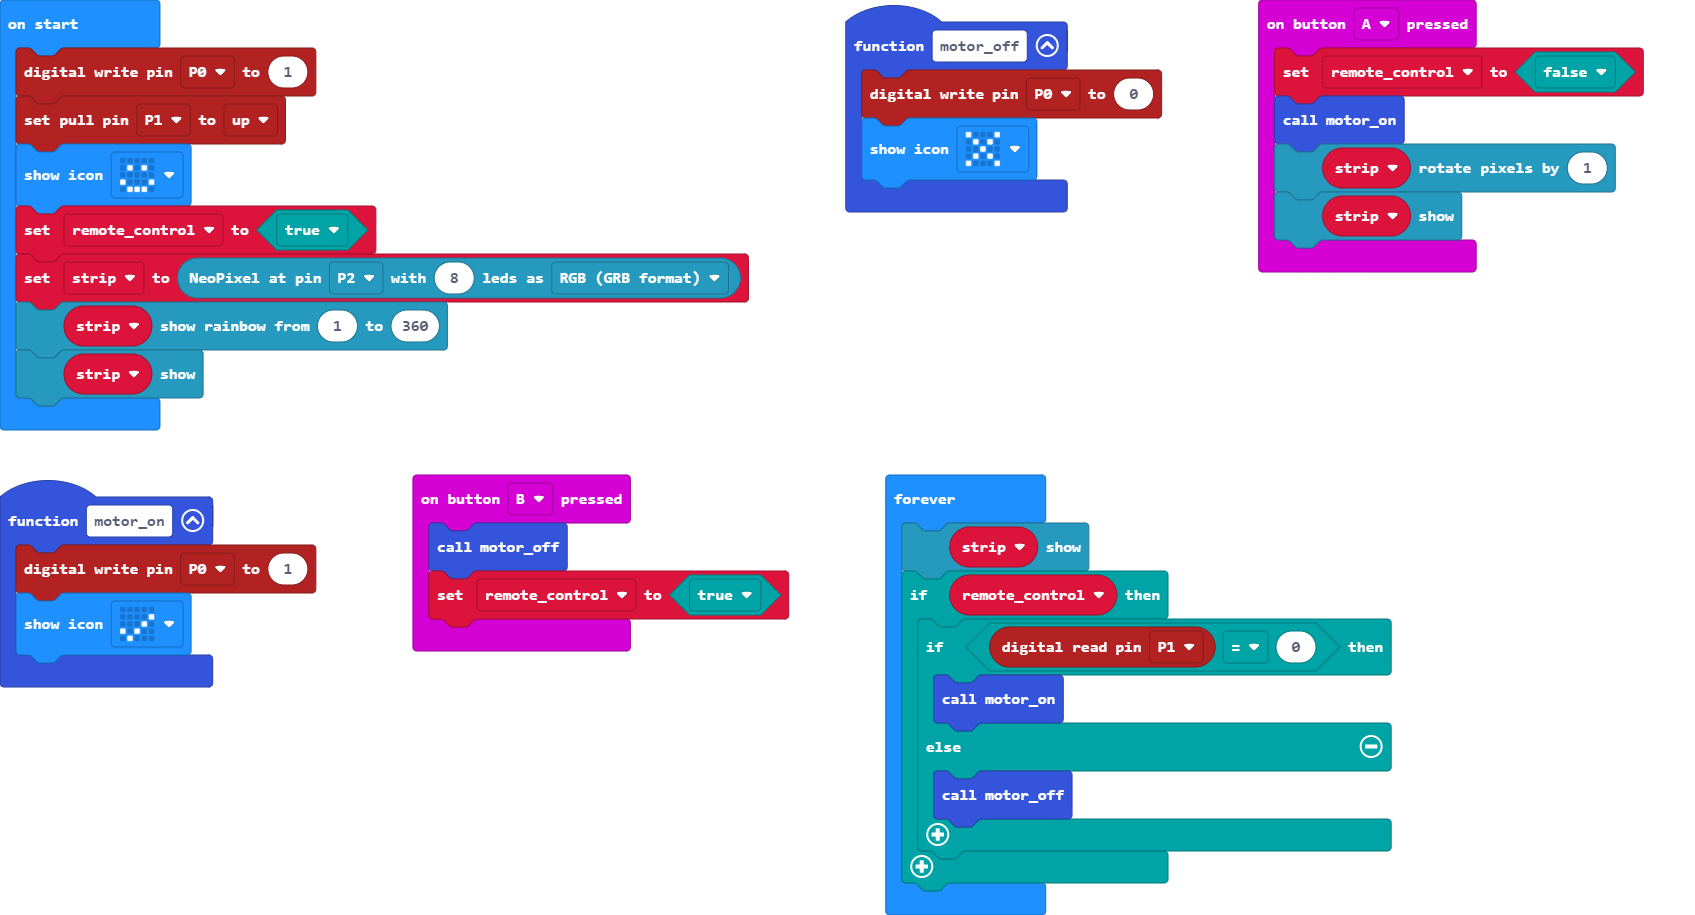 on start
digital write pin P0 to 1
set pull pin P1 to up
show icon
set remote_control to true
set strip to NeoPixel at pin P2 with 8 leds as RGB (GRB format)
strip show rainbow from 1 to 360
strip show
function motor_off
digital write pin P0 to 0
show icon
on button A pressed
set remote_control to false
call motor_on
strip rotate pixels by 1
strip show
function motor_on
digital write pin P0 to 1
show icon
on button B pressed
call motor_off
set remote_control to true
forever
strip show
if remote_control then
if digital read pin P1 = 0 then
call motor_on
else
call motor_off